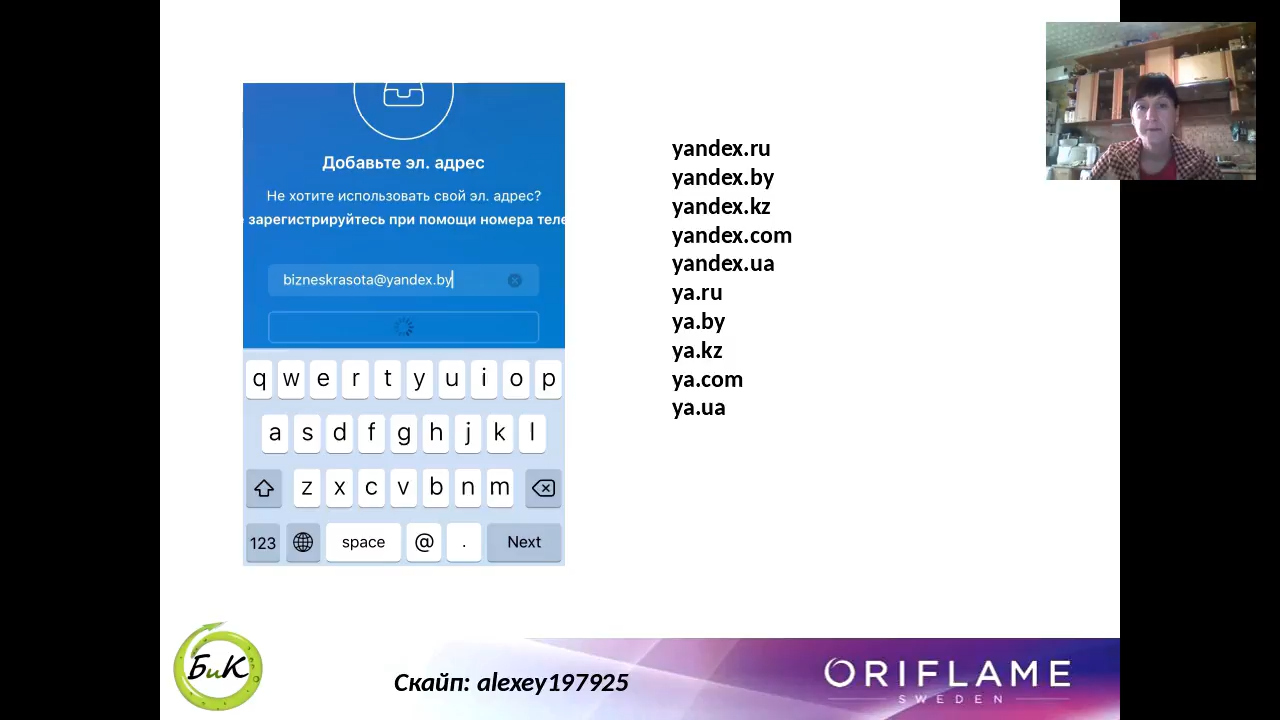 Добавьте эл. адрес
Не хотите использовать свой эл. адрес?
зарегистрируйтесь при помощи номера теле
bizneskrasota@yandex.by
q w e r t y u i o p
a s d f g h j k l
z x c v b n m
123 space @ . Next
yandex.ru
yandex.by
yandex.kz
yandex.com
yandex.ua
ya.ru
ya.by
ya.kz
ya.com
ya.ua
БиК
Скайп: alexey197925
ORIFLAME
SWEDEN